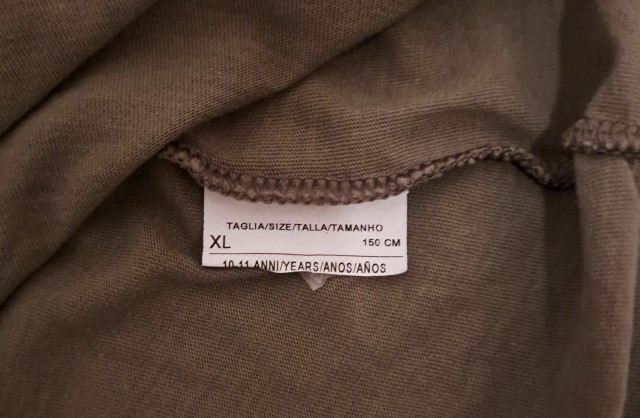 TAGLIA/SIZE/TALLA/TAMANHO
XL 150 CM
10-11 ANNI/YEARS/ANOS/AÑOS